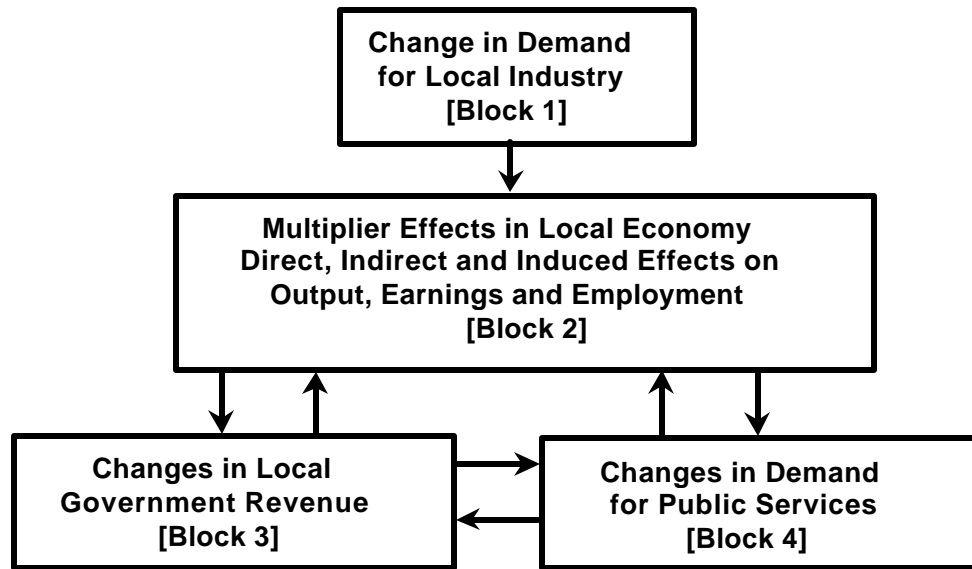 Change in Demand
for Local Industry
[Block 1]
Multiplier Effects in Local Economy
Direct, Indirect and Induced Effects on
Output, Earnings and Employment
[Block 2]
Changes in Local
Government Revenue
[Block 3]
Changes in Demand
for Public Services
[Block 4]